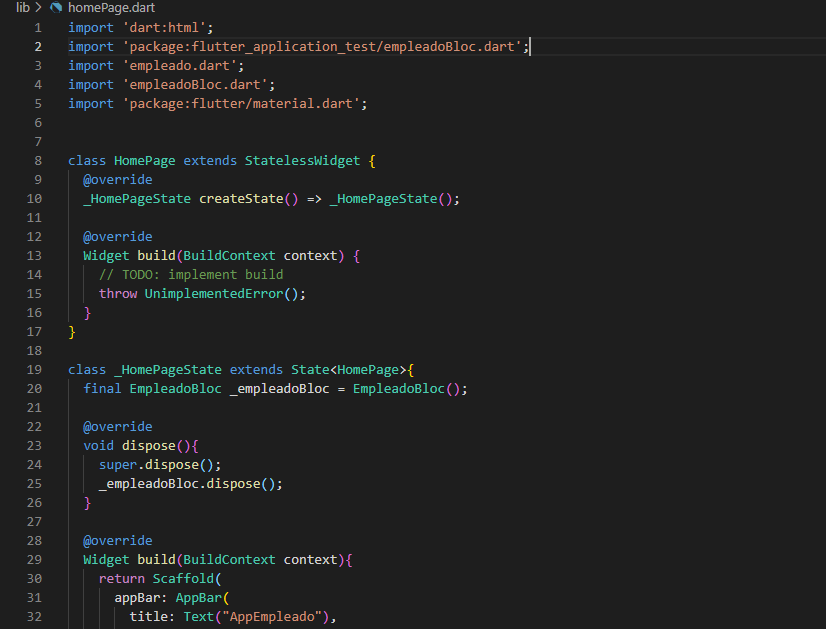 lib > homePage.dart
1 import 'dart:html';
2 import 'package:flutter_application_test/empleadoBloc.dart';
3 import 'empleado.dart';
4 import 'empleadoBloc.dart';
5 import 'package:flutter/material.dart';
6
7
8 class HomePage extends StatelessWidget {
9   @override
10   _HomePageState createState() => _HomePageState();
11
12   @override
13   Widget build(BuildContext context) {
14     // TODO: implement build
15     throw UnimplementedError();
16   }
17 }
18
19 class _HomePageState extends State<HomePage>{
20   final EmpleadoBloc _empleadoBloc = EmpleadoBloc();
21
22   @override
23   void dispose(){
24     super.dispose();
25     _empleadoBloc.dispose();
26   }
27
28   @override
29   Widget build(BuildContext context){
30     return Scaffold(
31       appBar: AppBar(
32         title: Text("AppEmpleado"),